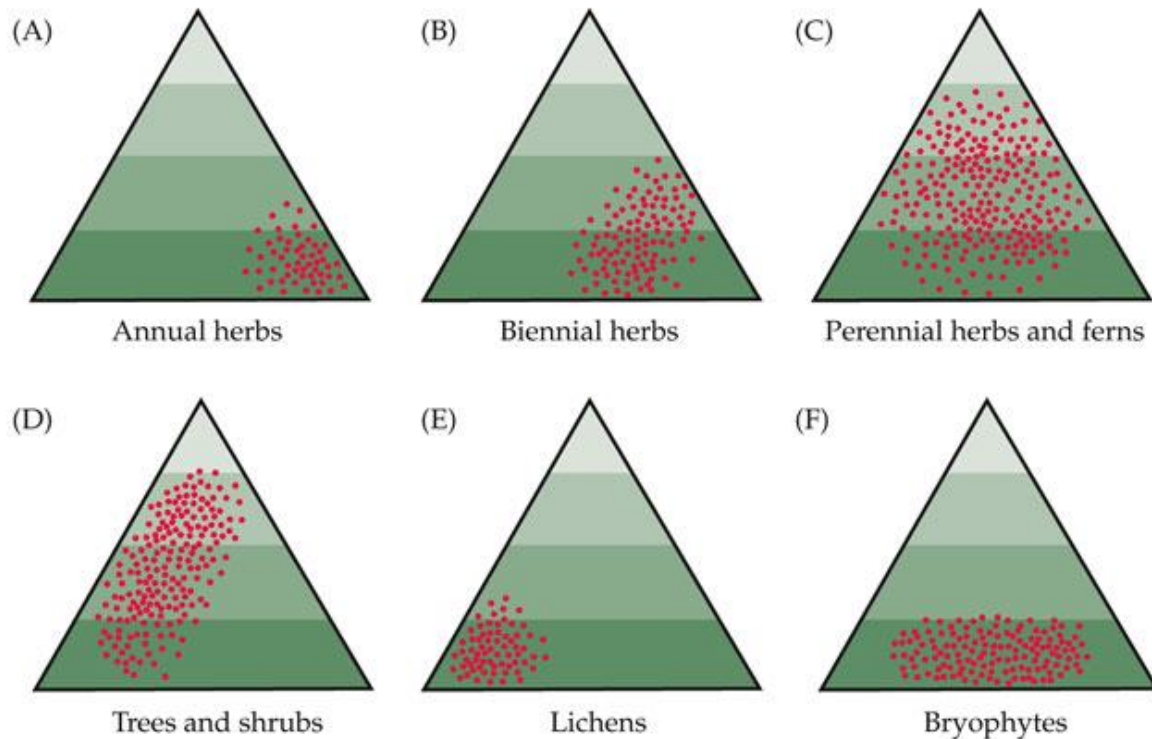 (A)
(B)
(C)
Annual herbs
Biennial herbs
Perennial herbs and ferns
(D)
(E)
(F)
Trees and shrubs
Lichens
Bryophytes